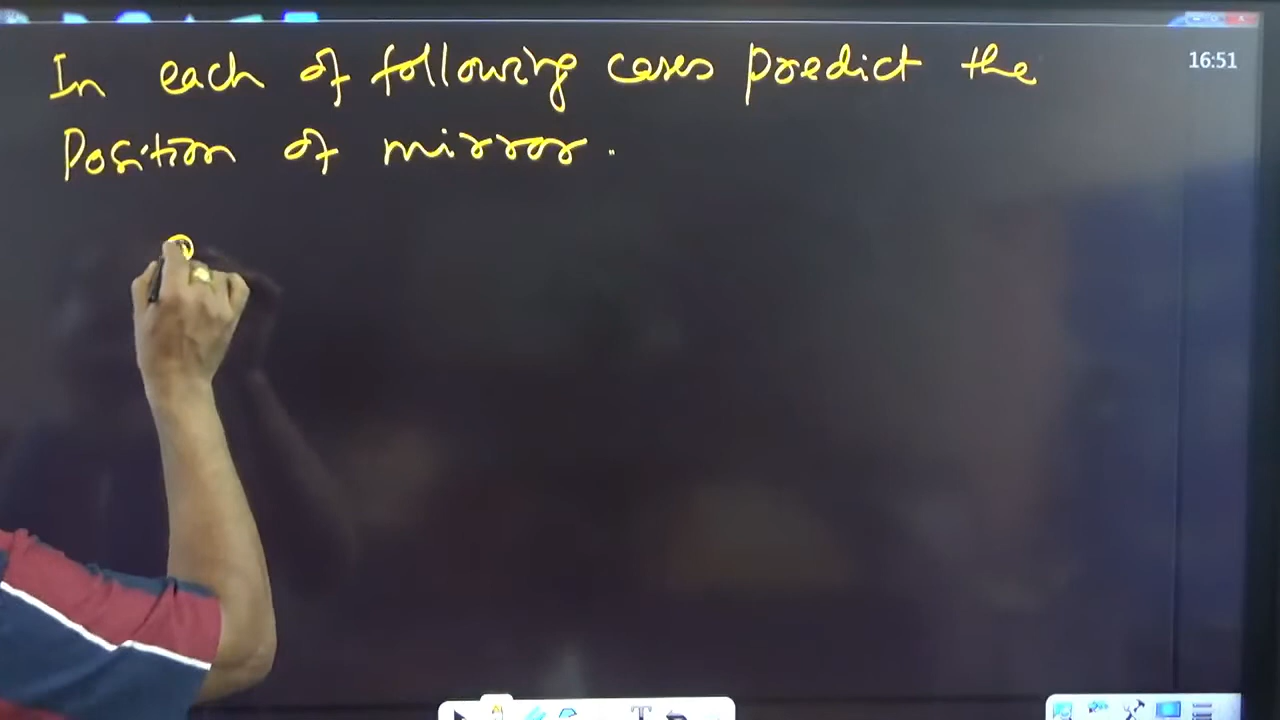 In each of following cases predict the
16:51
Position of mirror.